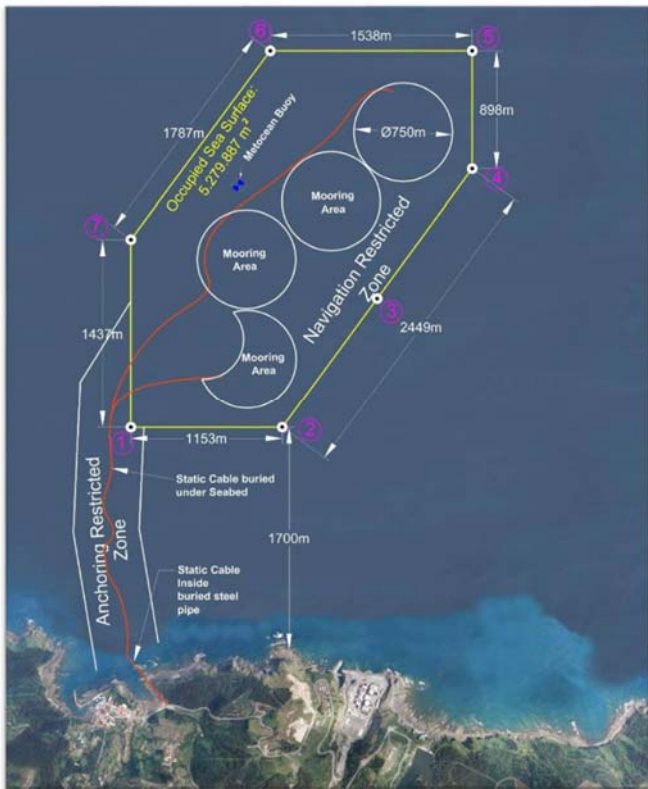 6
1538m
5
1787m
Occupied Sea Surface:
5.279.887 m²
Metocean Buoy
898m
Ø750m
4
Mooring
Area
7
Mooring
Area
Navigation Restricted
Zone
3
2449m
1437m
Mooring
Area
1
1153m
2
Static Cable buried
under Seabed
Anchoring Restricted
Zone
1700m
Static Cable
Inside
buried steel
pipe